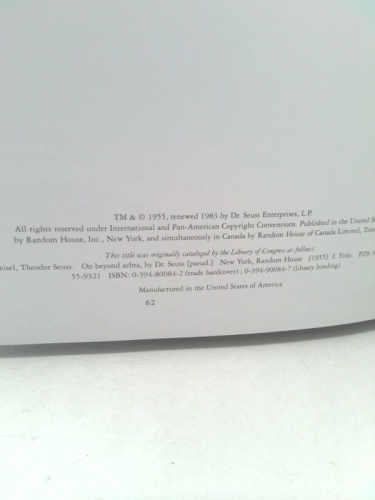 TM & © 1955, renewed 1983 by Dr. Seuss Enterprises, L.P.
All rights reserved under International and Pan-American Copyright Conventions. Published in the United S
by Random House, Inc., New York, and simultaneously in Canada by Random House of Canada Limited,
This title was originally cataloged by the Library of Congress as follows:
eisel, Theodor Seuss. On beyond zebra, by Dr. Seuss [pseud.] New York, Random House [1955] I. Title.
55-9321 ISBN: 0-394-80084-2 (trade hardcover) ; 0-394-90084-7 (library binding)
Manufactured in the United States of America
62